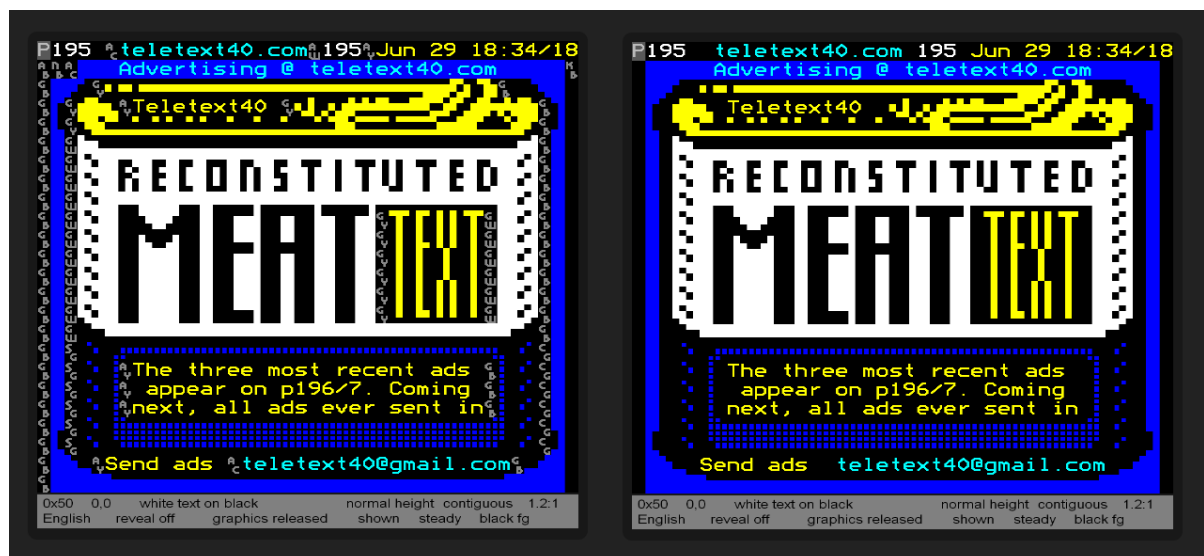 P195 teletext40.com 195 Jun 29 18:34/18
Advertising @ teletext40.com
Teletext40
RECONSTITUTED
MEAT TEXT
The three most recent ads
appear on p196/7. Coming
next, all ads ever sent in
Send ads teletext40@gmail.com
0x50 0,0 white text on black normal height contiguous 1.2:1
English reveal off graphics released shown steady black fg
P195 teletext40.com 195 Jun 29 18:34/18
Advertising @ teletext40.com
Teletext40
RECONSTITUTED
MEAT TEXT
The three most recent ads
appear on p196/7. Coming
next, all ads ever sent in
Send ads teletext40@gmail.com
0x50 0,0 white text on black normal height contiguous 1.2:1
English reveal off graphics released shown steady black fg